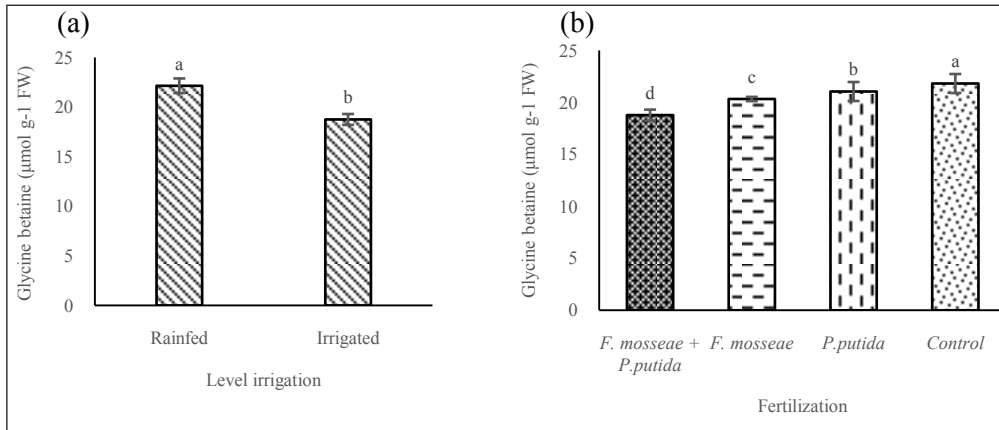 (a)
Glycine betaine (µmol g-1 FW)
25
20
15
10
5
0
a
b
Rainfed
Irrigated
Level irrigation
(b)
Glycine betaine (µmol g-1 FW)
25
20
15
10
5
0
d
c
b
a
F. mosseae +
P.putida
F. mosseae
P.putida
Control
Fertilization